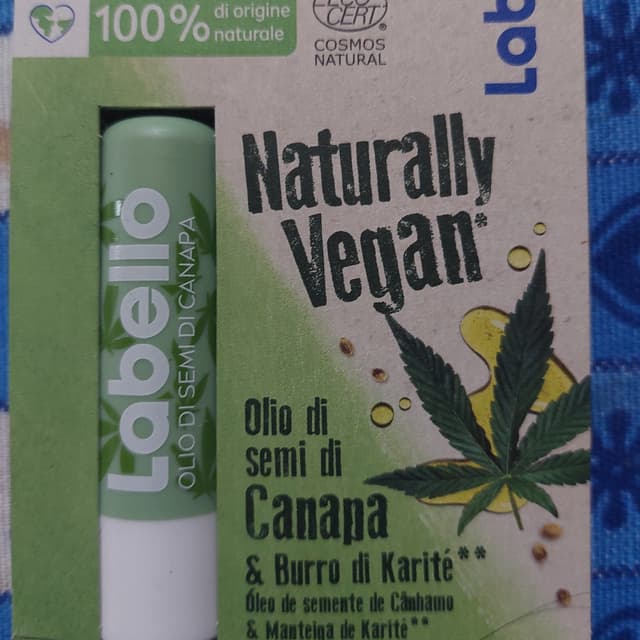 100% di origine
naturale
CERT
COSMOS
NATURAL
Lab
Naturally
Vegan*
Labello
OLIO DI SEMI DI CANAPA
Olio di
semi di
Canapa
& Burro di Karité**
Óleo de semente de Cânhamo
& Manteiga de Karité**